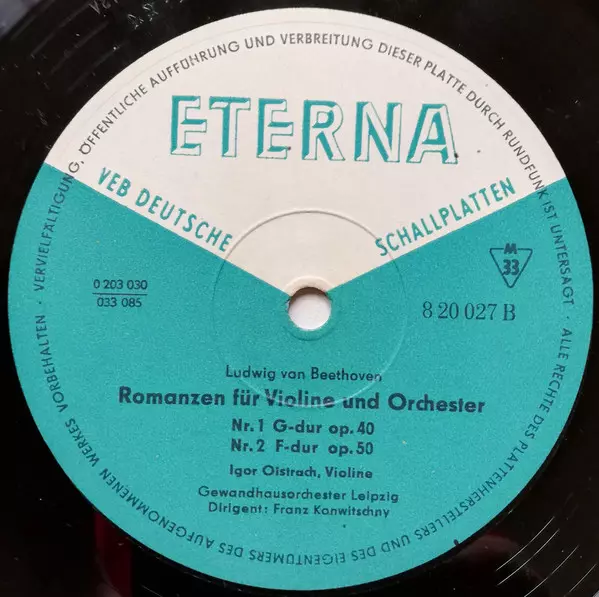 VERVIELFÄLTIGUNG, ÖFFENTLICHE AUFFÜHRUNG UND VERBREITUNG DIESER PLATTE DURCH RUNDFUNK IST UNTERSAGT · ALLE RECHTE DES PLATTENHERSTELLERS UND DES EIGENTÜMERS DES AUFGENOMMENEN WERKES VORBEHALTEN ·
ETERNA
VEB DEUTSCHE SCHALLPLATTEN
M
33
0 203 030
033 085
8 20 027 B
Ludwig van Beethoven
Romanzen für Violine und Orchester
Nr. 1 G-dur op. 40
Nr. 2 F-dur op. 50
Igor Oistrach, Violine
Gewandhausorchester Leipzig
Dirigent: Franz Konwitschny